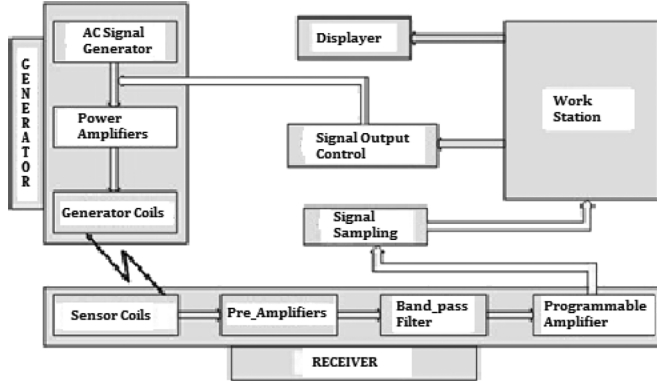 GENERATOR
AC Signal
Generator
Power
Amplifiers
Generator Coils
Displayer
Signal Output
Control
Work
Station
Signal
Sampling
Sensor Coils
Pre_Amplifiers
Band_pass
Filter
Programmable
Amplifier
RECEIVER